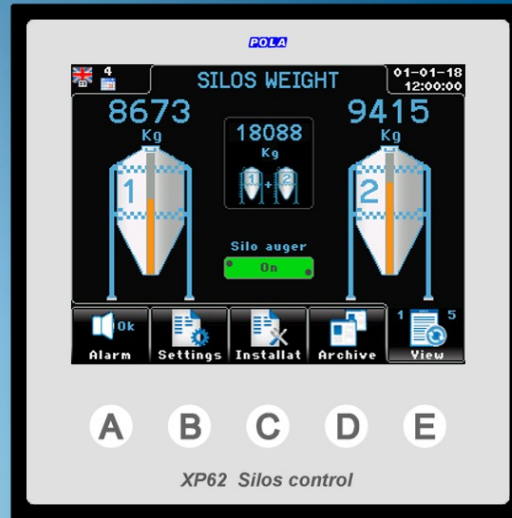 POLA
4
SILOS WEIGHT
01-01-18
12:00:00
8673
Kg
18088
Kg
1 + 2
9415
Kg
1
2
Silo auger
On
Ok
1 5
Alarm Settings Installat Archive View
A B C D E
XP62 Silos control